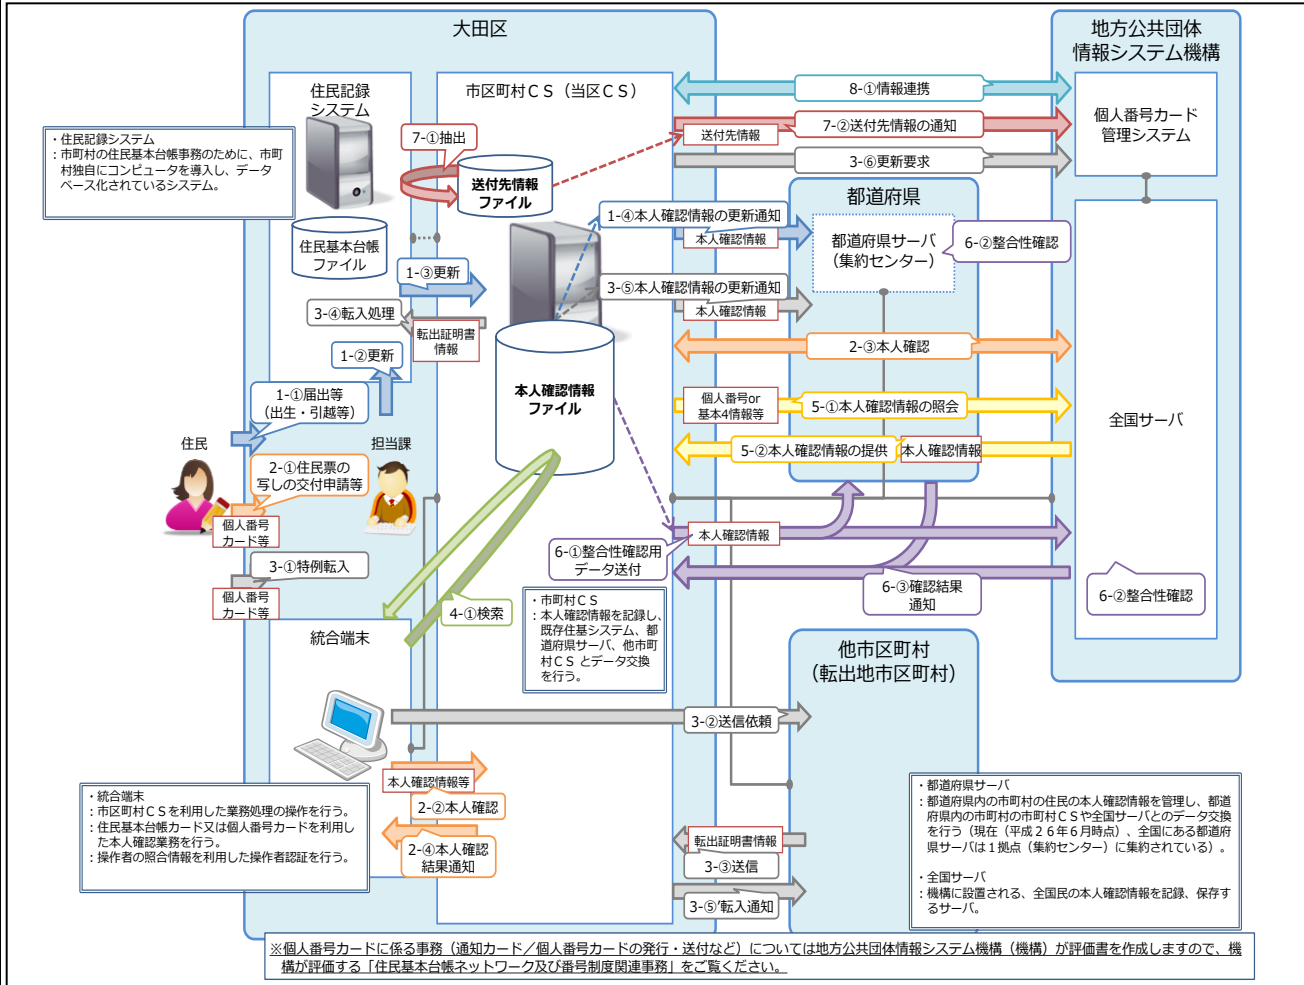 大田区
地方公共団体
情報システム機構
住民記録
システム
市区町村ＣＳ（当区ＣＳ）
・住民記録システム
：市町村の住民基本台帳事務のために、市町
村独自にコンピュータを導入し、データ
ベース化されているシステム。
7-①抽出
送付先情報
ファイル
8-①情報連携
送付先情報
7-②送付先情報の通知
3-⑥更新要求
個人番号カード
管理システム
都道府県
住民基本台帳
ファイル
1-④本人確認情報の更新通知
本人確認情報
都道府県サーバ
（集約センター）
6-②整合性確認
1-③更新
3-⑤本人確認情報の更新通知
本人確認情報
3-④転入処理
転出証明書
情報
1-②更新
2-③本人確認
本人確認情報
ファイル
1-①届出等
（出生・引越等）
個人番号or
基本4情報等
5-①本人確認情報の照会
全国サーバ
住民
担当課
5-②本人確認情報の提供
本人確認情報
2-①住民票の
写しの交付申請等
個人番号
カード等
本人確認情報
6-①整合性確認用
データ送付
3-①特例転入
個人番号
カード等
4-①検索
6-③確認結果
通知
6-②整合性確認
・市町村ＣＳ
：本人確認情報を記録し、
既存住基システム、都
道府県サーバ、他市町
村ＣＳ とデータ交換
を行う。
統合端末
他市区町村
（転出地市区町村）
3-②送信依頼
本人確認情報等
2-②本人確認
・統合端末
：市区町村ＣＳを利用した業務処理の操作を行う。
：住民基本台帳カード又は個人番号カードを利用し
た本人確認業務を行う。
：操作者の照合情報を利用した操作者認証を行う。
2-④本人確認
結果通知
転出証明書情報
3-③送信
3-⑤’転入通知
・都道府県サーバ
：都道府県内の市町村の住民の本人確認情報を管理し、都道
府県内の市町村の市町村ＣＳや全国サーバとのデータ交換
を行う（現在（平成２６年６月時点）、全国にある都道府
県サーバは１拠点（集約センター）に集約されている）。
・全国サーバ
：機構に設置される、全国民の本人確認情報を記録、保存す
るサーバ。
※個人番号カードに係る事務（通知カード／個人番号カードの発行・送付など）については地方公共団体情報システム機構（機構）が評価書を作成しますので、機
構が評価する「住民基本台帳ネットワーク及び番号制度関連事務」をご覧ください。